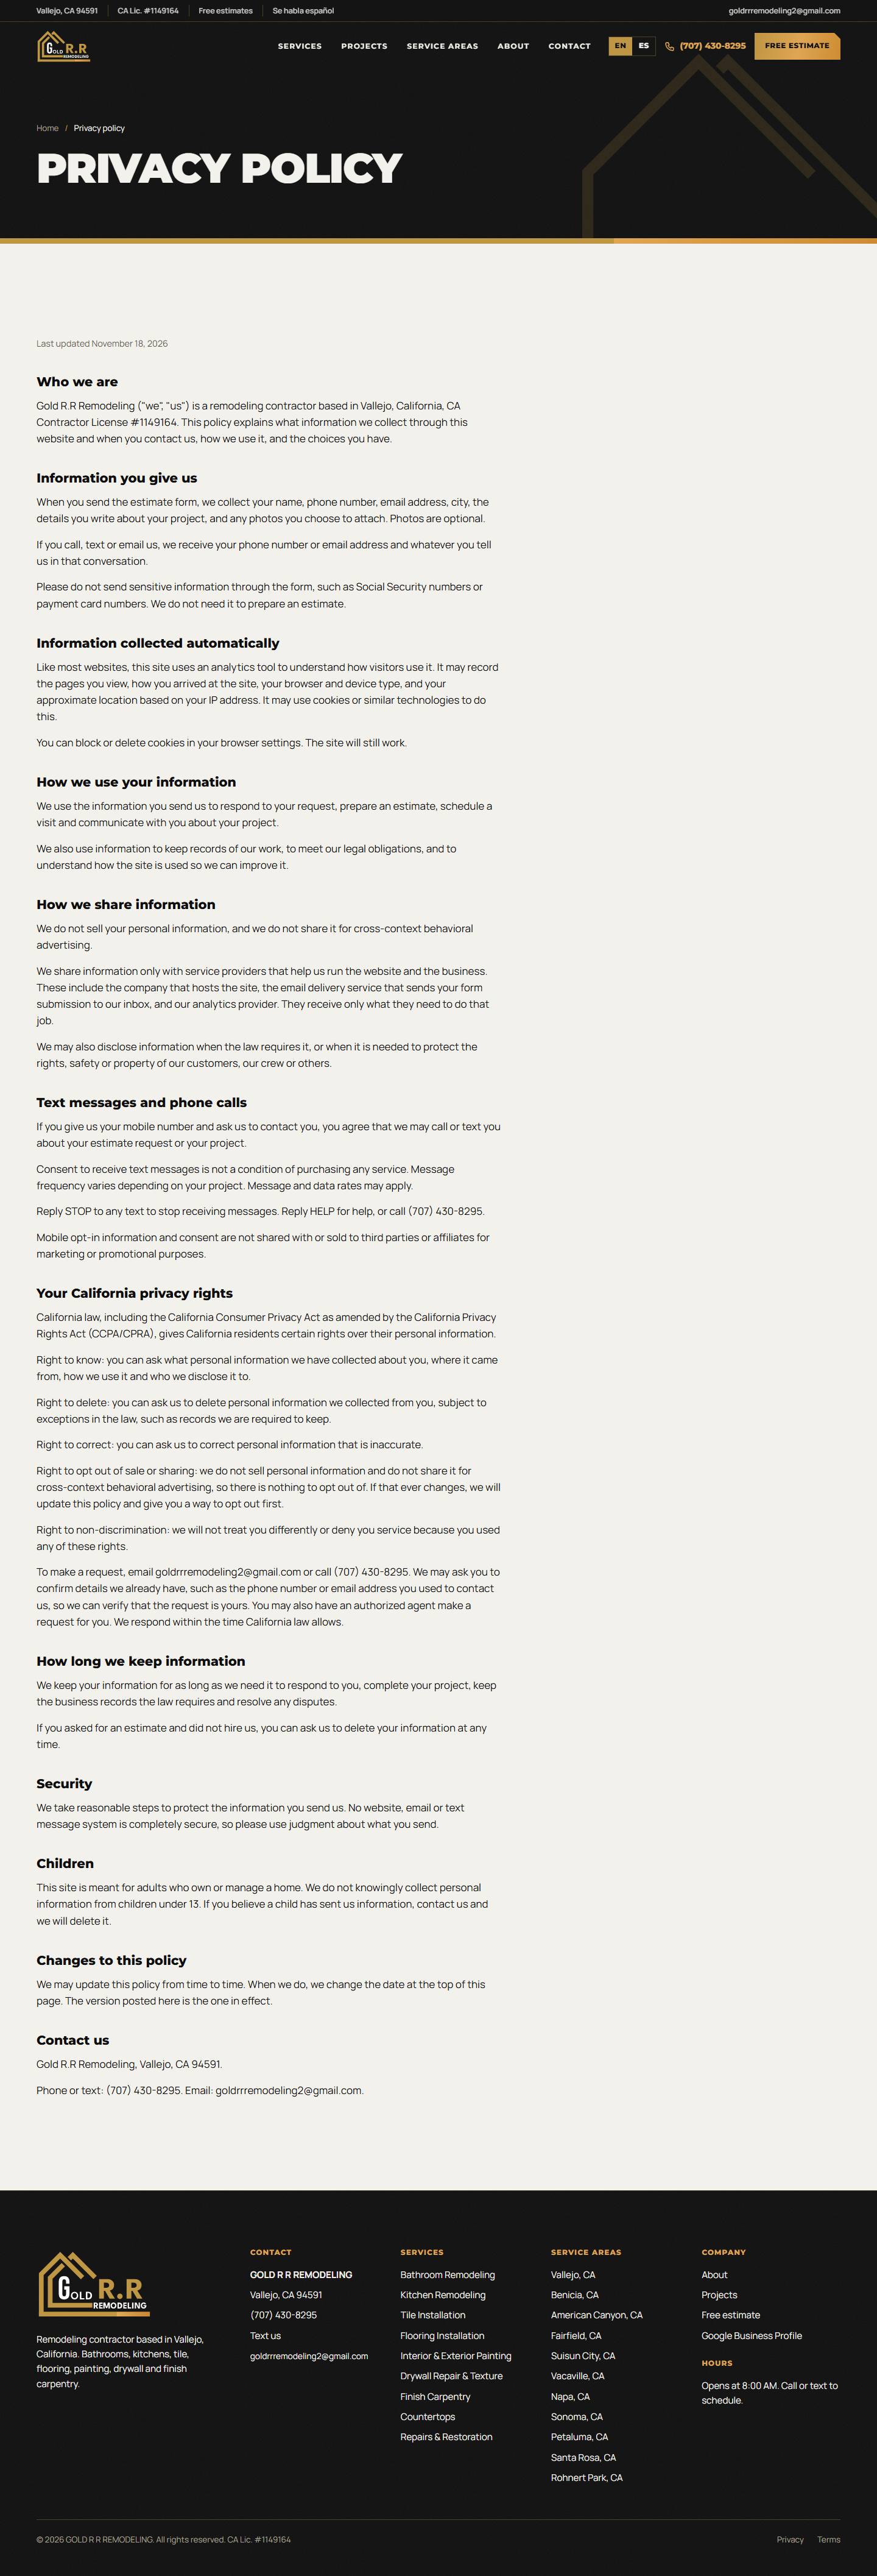 Vallejo, CA 94591
CA Lic. #1149164
Free estimates
Se habla español
goldrrremodeling2@gmail.com
GOLD R.R
REMODELING
SERVICES
PROJECTS
SERVICE AREAS
ABOUT
CONTACT
EN
ES
(707) 430-8295
FREE ESTIMATE
Home / Privacy policy
PRIVACY POLICY
Last updated November 18, 2026
Who we are
Gold R.R Remodeling ("we", "us") is a remodeling contractor based in Vallejo, California, CA
Contractor License #1149164. This policy explains what information we collect through this
website and when you contact us, how we use it, and the choices you have.
Information you give us
When you send the estimate form, we collect your name, phone number, email address, city, the
details you write about your project, and any photos you choose to attach. Photos are optional.
If you call, text or email us, we receive your phone number or email address and whatever you tell
us in that conversation.
Please do not send sensitive information through the form, such as Social Security numbers or
payment card numbers. We do not need it to prepare an estimate.
Information collected automatically
Like most websites, this site uses an analytics tool to understand how visitors use it. It may record
the pages you view, how you arrived at the site, your browser and device type, and your
approximate location based on your IP address. It may use cookies or similar technologies to do
this.
You can block or delete cookies in your browser settings. The site will still work.
How we use your information
We use the information you send us to respond to your request, prepare an estimate, schedule a
visit and communicate with you about your project.
We also use information to keep records of our work, to meet our legal obligations, and to
understand how the site is used so we can improve it.
How we share information
We do not sell your personal information, and we do not share it for cross-context behavioral
advertising.
We share information only with service providers that help us run the website and the business.
These include the company that hosts the site, the email delivery service that sends your form
submission to our inbox, and our analytics provider. They receive only what they need to do that
job.
We may also disclose information when the law requires it, or when it is needed to protect the
rights, safety or property of our customers, our crew or others.
Text messages and phone calls
If you give us your mobile number and ask us to contact you, you agree that we may call or text you
about your estimate request or your project.
Consent to receive text messages is not a condition of purchasing any service. Message
frequency varies depending on your project. Message and data rates may apply.
Reply STOP to any text to stop receiving messages. Reply HELP for help, or call (707) 430-8295.
Mobile opt-in information and consent are not shared with or sold to third parties or affiliates for
marketing or promotional purposes.
Your California privacy rights
California law, including the California Consumer Privacy Act as amended by the California Privacy
Rights Act (CCPA/CPRA), gives California residents certain rights over their personal information.
Right to know: you can ask what personal information we have collected about you, where it came
from, how we use it and who we disclose it to.
Right to delete: you can ask us to delete personal information we collected from you, subject to
exceptions in the law, such as records we are required to keep.
Right to correct: you can ask us to correct personal information that is inaccurate.
Right to opt out of sale or sharing: we do not sell personal information and do not share it for
cross-context behavioral advertising, so there is nothing to opt out of. If that ever changes, we will
update this policy and give you a way to opt out first.
Right to non-discrimination: we will not treat you differently or deny you service because you used
any of these rights.
To make a request, email goldrrremodeling2@gmail.com or call (707) 430-8295. We may ask you to
confirm details we already have, such as the phone number or email address you used to contact
us, so we can verify that the request is yours. You may also have an authorized agent make a
request for you. We respond within the time California law allows.
How long we keep information
We keep your information for as long as we need it to respond to you, complete your project, keep
the business records the law requires and resolve any disputes.
If you asked for an estimate and did not hire us, you can ask us to delete your information at any
time.
Security
We take reasonable steps to protect the information you send us. No website, email or text
message system is completely secure, so please use judgment about what you send.
Children
This site is meant for adults who own or manage a home. We do not knowingly collect personal
information from children under 13. If you believe a child has sent us information, contact us and
we will delete it.
Changes to this policy
We may update this policy from time to time. When we do, we change the date at the top of this
page. The version posted here is the one in effect.
Contact us
Gold R.R Remodeling, Vallejo, CA 94591.
Phone or text: (707) 430-8295. Email: goldrrremodeling2@gmail.com.
GOLD R.R
REMODELING
Remodeling contractor based in Vallejo,
California. Bathrooms, kitchens, tile,
flooring, painting, drywall and finish
carpentry.
CONTACT
GOLD R R REMODELING
Vallejo, CA 94591
(707) 430-8295
Text us
goldrrremodeling2@gmail.com
SERVICES
Bathroom Remodeling
Kitchen Remodeling
Tile Installation
Flooring Installation
Interior & Exterior Painting
Drywall Repair & Texture
Finish Carpentry
Countertops
Repairs & Restoration
SERVICE AREAS
Vallejo, CA
Benicia, CA
American Canyon, CA
Fairfield, CA
Suisun City, CA
Vacaville, CA
Napa, CA
Sonoma, CA
Petaluma, CA
Santa Rosa, CA
Rohnert Park, CA
COMPANY
About
Projects
Free estimate
Google Business Profile
HOURS
Opens at 8:00 AM. Call or text to
schedule.
© 2026 GOLD R R REMODELING. All rights reserved. CA Lic. #1149164
Privacy
Terms